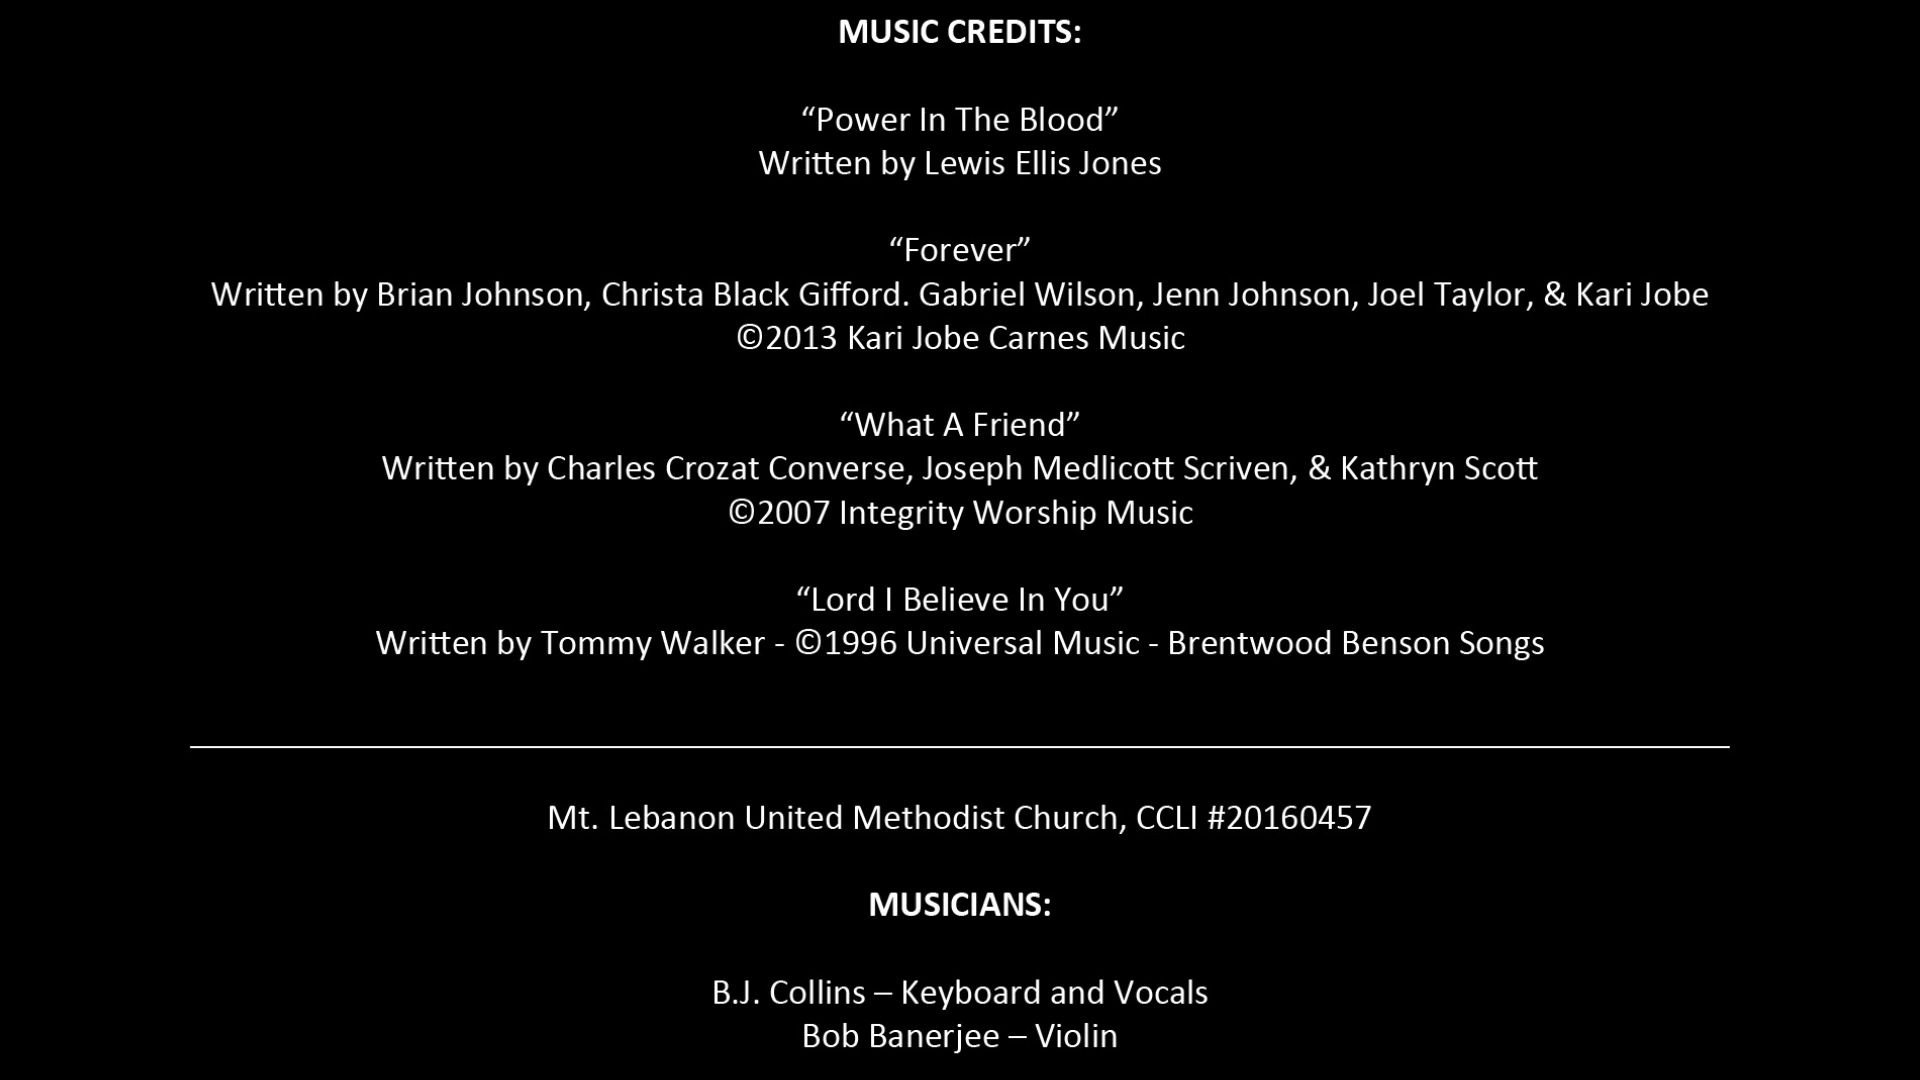 MUSIC CREDITS:
“Power In The Blood”
Written by Lewis Ellis Jones
“Forever”
Written by Brian Johnson, Christa Black Gifford. Gabriel Wilson, Jenn Johnson, Joel Taylor, & Kari Jobe
©2013 Kari Jobe Carnes Music
“What A Friend”
Written by Charles Crozat Converse, Joseph Medlicott Scriven, & Kathryn Scott
©2007 Integrity Worship Music
“Lord I Believe In You”
Written by Tommy Walker - ©1996 Universal Music - Brentwood Benson Songs
Mt. Lebanon United Methodist Church, CCLI #20160457
MUSICIANS:
B.J. Collins – Keyboard and Vocals
Bob Banerjee – Violin